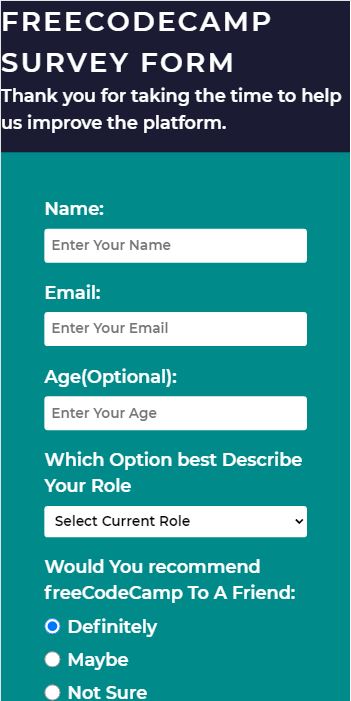 FREECODECAMP
SURVEY FORM
Thank you for taking the time to help
us improve the platform.
Name:
Enter Your Name
Email:
Enter Your Email
Age(Optional):
Enter Your Age
Which Option best Describe
Your Role
Select Current Role
Would You recommend
freeCodeCamp To A Friend:
Definitely
Maybe
Not Sure